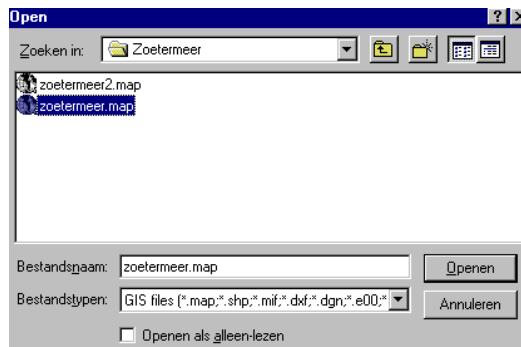 Open
Zoeken in: Zoetermeer
zoetermeer2.map
zoetermeer.map
Bestandsnaam: zoetermeer.map Openen
Bestandstypen: GIS files (*.map;*.shp;*.mif;*.dxf;*.dgn;*.e00;* Annuleren
Openen als alleen-lezen